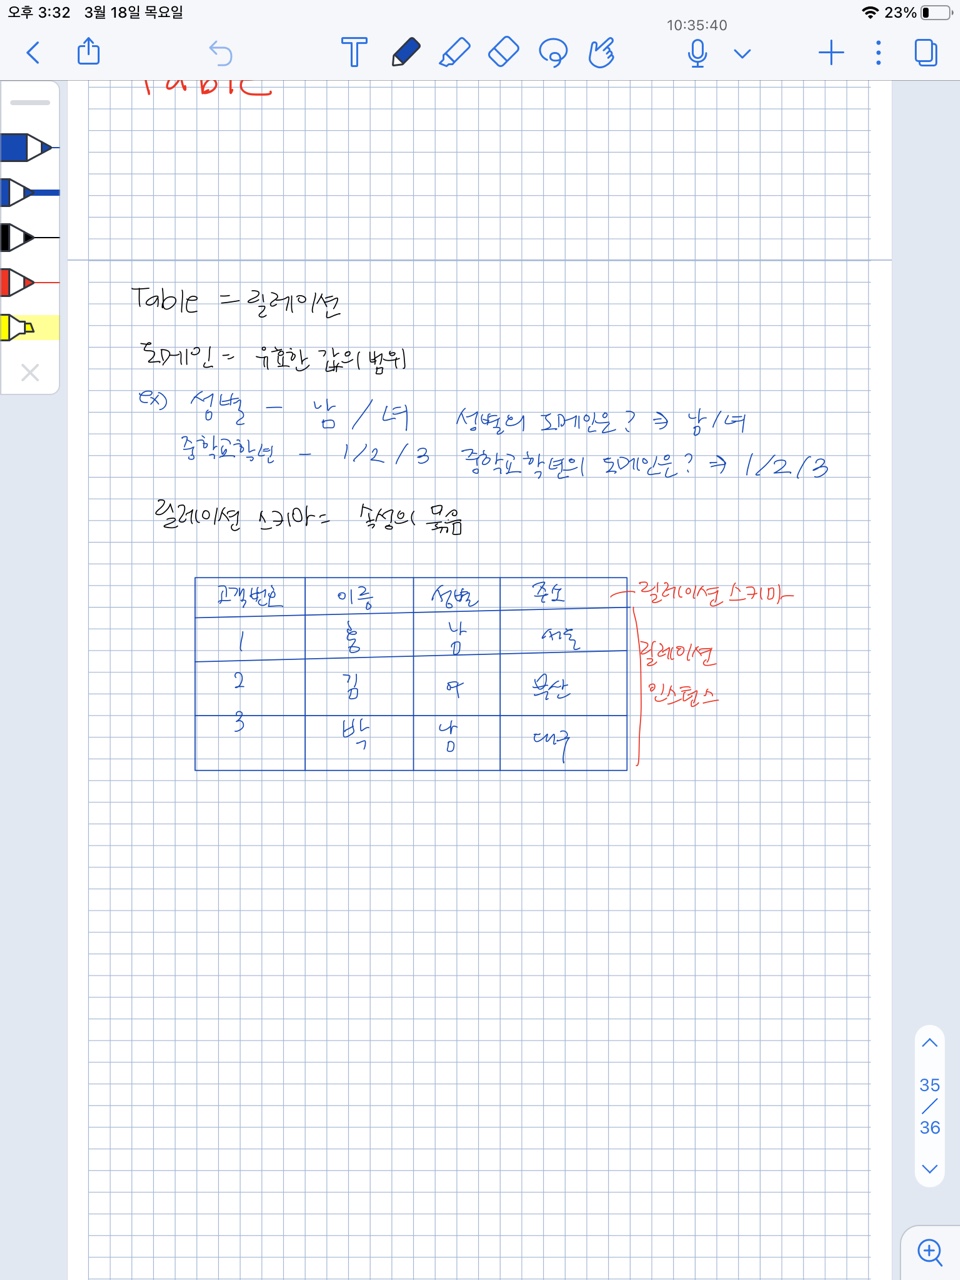 오후 3:32 3월 18일 목요일
23%
10:35:40
Table
Table = 릴레이션
도메인 = 유효한 값의 범위
ex) 성별 - 남 / 녀 성별의 도메인은? ⇒ 남/녀
중학교학년 - 1/2/3 중학교학년의 도메인은? ⇒ 1/2/3
릴레이션 스키마 = 속성의 묶음
고객번호 이름 성별 주소 - 릴레이션 스키마
1 홍 남 서울
릴레이션
2 김 여 부산
인스턴스
3 박 남 대구
35
/
36